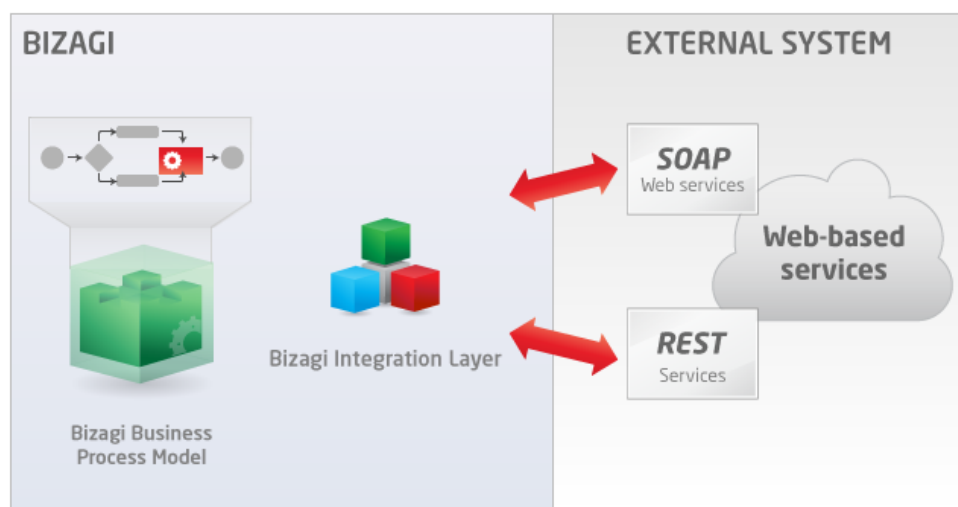 BIZAGI
EXTERNAL SYSTEM
SOAP
Web services
Web-based
services
Bizagi Integration Layer
REST
Services
Bizagi Business
Process Model